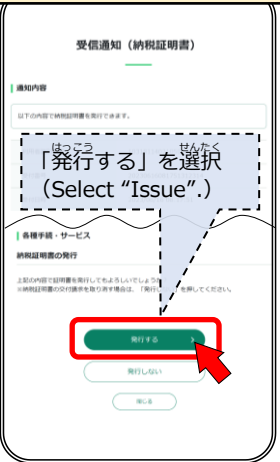 受信通知（納税証明書）
通知内容
以下の内容で納税証明書を発行できます。
はっこう せんたく
「発行する」を選択
（Select “Issue”.）
各種手続・サービス
納税証明書の発行
上記の内容で証明書を発行してもよろしいでしょうか
※納税証明書の交付請求を取り消す場合は、「発行し を押してください。
発行する
発行しない
閉じる